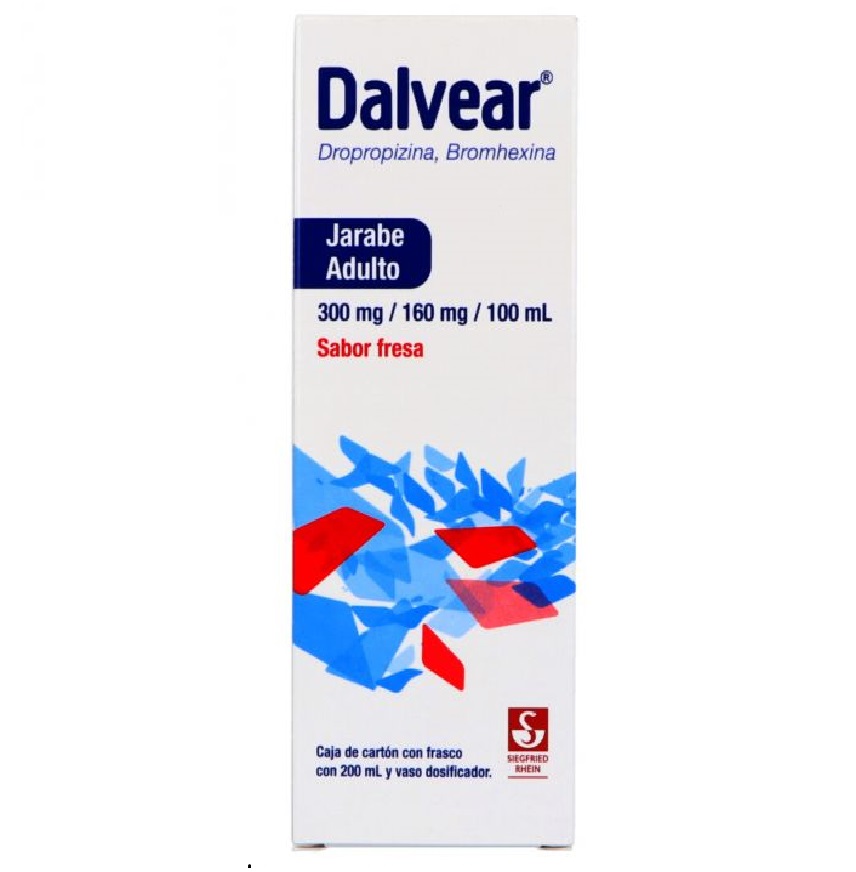 Dalvear®
Dropropizina, Bromhexina
Jarabe
Adulto
300 mg / 160 mg / 100 mL
Sabor fresa
Caja de cartón con frasco
con 200 mL y vaso dosificador.
SIEGFRIED
RHEIN